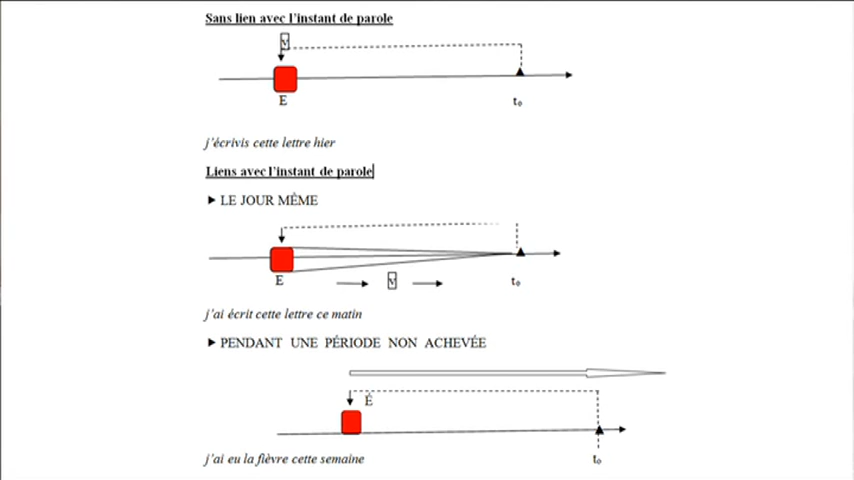 Sans lien avec l'instant de parole
V
E
t₀
j'écrivis cette lettre hier
Liens avec l'instant de parole
► LE JOUR MÊME
E
V
t₀
j'ai écrit cette lettre ce matin
► PENDANT UNE PÉRIODE NON ACHEVÉE
É
j'ai eu la fièvre cette semaine
t₀